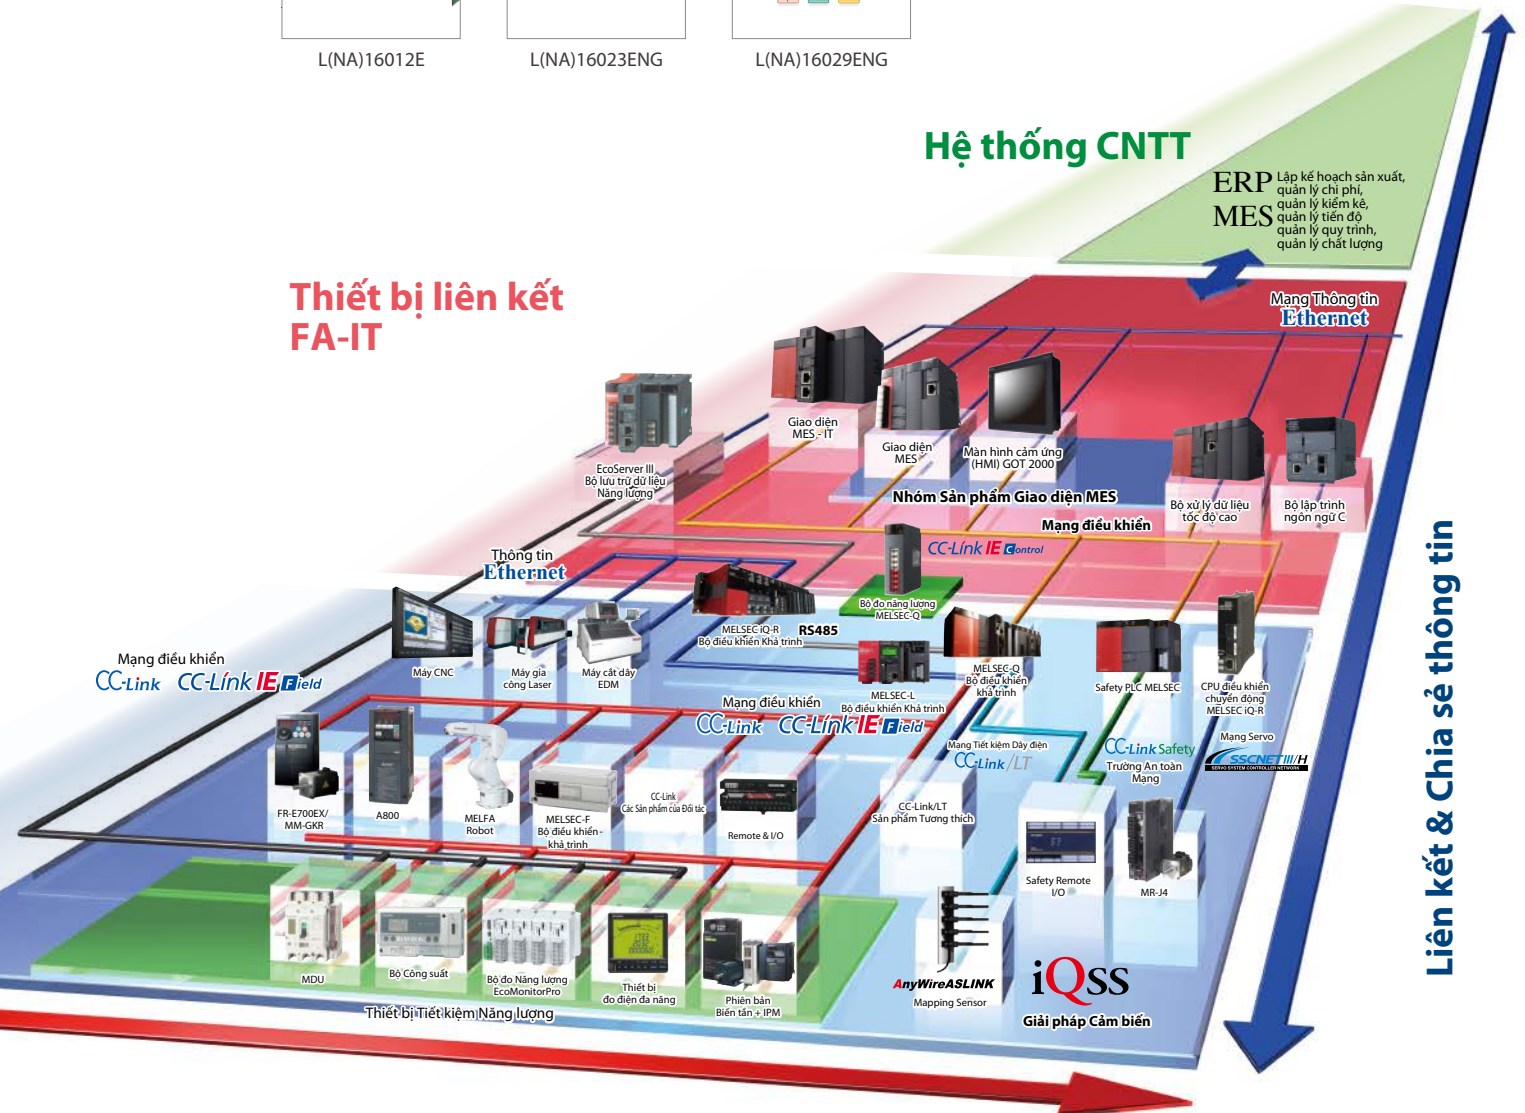 L(NA)16012E
L(NA)16023ENG
L(NA)16029ENG
Hệ thống CNTT
ERP
MES
Lập kế hoạch sản xuất,
quản lý chi phí,
quản lý kiểm kê,
quản lý tiến độ
quản lý quy trình,
quản lý chất lượng
Thiết bị liên kết
FA-IT
Mạng Thông tin
Ethernet
Giao diện
MES - IT
Giao diện
MES
Màn hình cảm ứng
(HMI) GOT 2000
EcoServer III
Bộ lưu trữ dữ liệu
Năng lượng
Nhóm Sản phẩm Giao diện MES
Bộ xử lý dữ liệu
tốc độ cao
Bộ lập trình
ngôn ngữ C
Mạng điều khiển
CC-Link IE Control
Thông tin
Ethernet
Bộ đo năng lượng
MELSEC-Q
MELSEC iQ-R
Bộ điều khiển Khả trình
RS485
Máy CNC
Máy gia
công Laser
Máy cắt dây
EDM
MELSEC-L
Bộ điều khiển Khả trình
MELSEC-Q
Bộ điều khiển
khả trình
Safety PLC MELSEC
CPU điều khiển
chuyển động
MELSEC iQ-R
Mạng điều khiển
CC-Link CC-Link IE Field
Mạng điều khiển
CC-Link CC-Link IE Field
Mạng Tiết kiệm Dây điện
CC-Link/LT
CC-Link Safety
Trường An toàn
Mạng
Mạng Servo
SSCNET III/H
SERVO SYSTEM CONTROLLER NETWORK
FR-E700EX/
MM-GKR
A800
MELFA
Robot
MELSEC-F
Bộ điều khiển -
khả trình
CC-Link
Các Sản phẩm của Đối tác
Remote & I/O
CC-Link/LT
Sản phẩm Tương thích
Safety Remote
I/O
MR-J4
MDU
Bộ Công suất
Bộ đo Năng lượng
EcoMonitorPro
Thiết bị
đo điện đa năng
Phiên bản
Biến tần + IPM
Thiết bị Tiết kiệm Năng lượng
AnyWireASLINK
Mapping Sensor
iQSS
Giải pháp Cảm biến
Liên kết & Chia sẻ thông tin